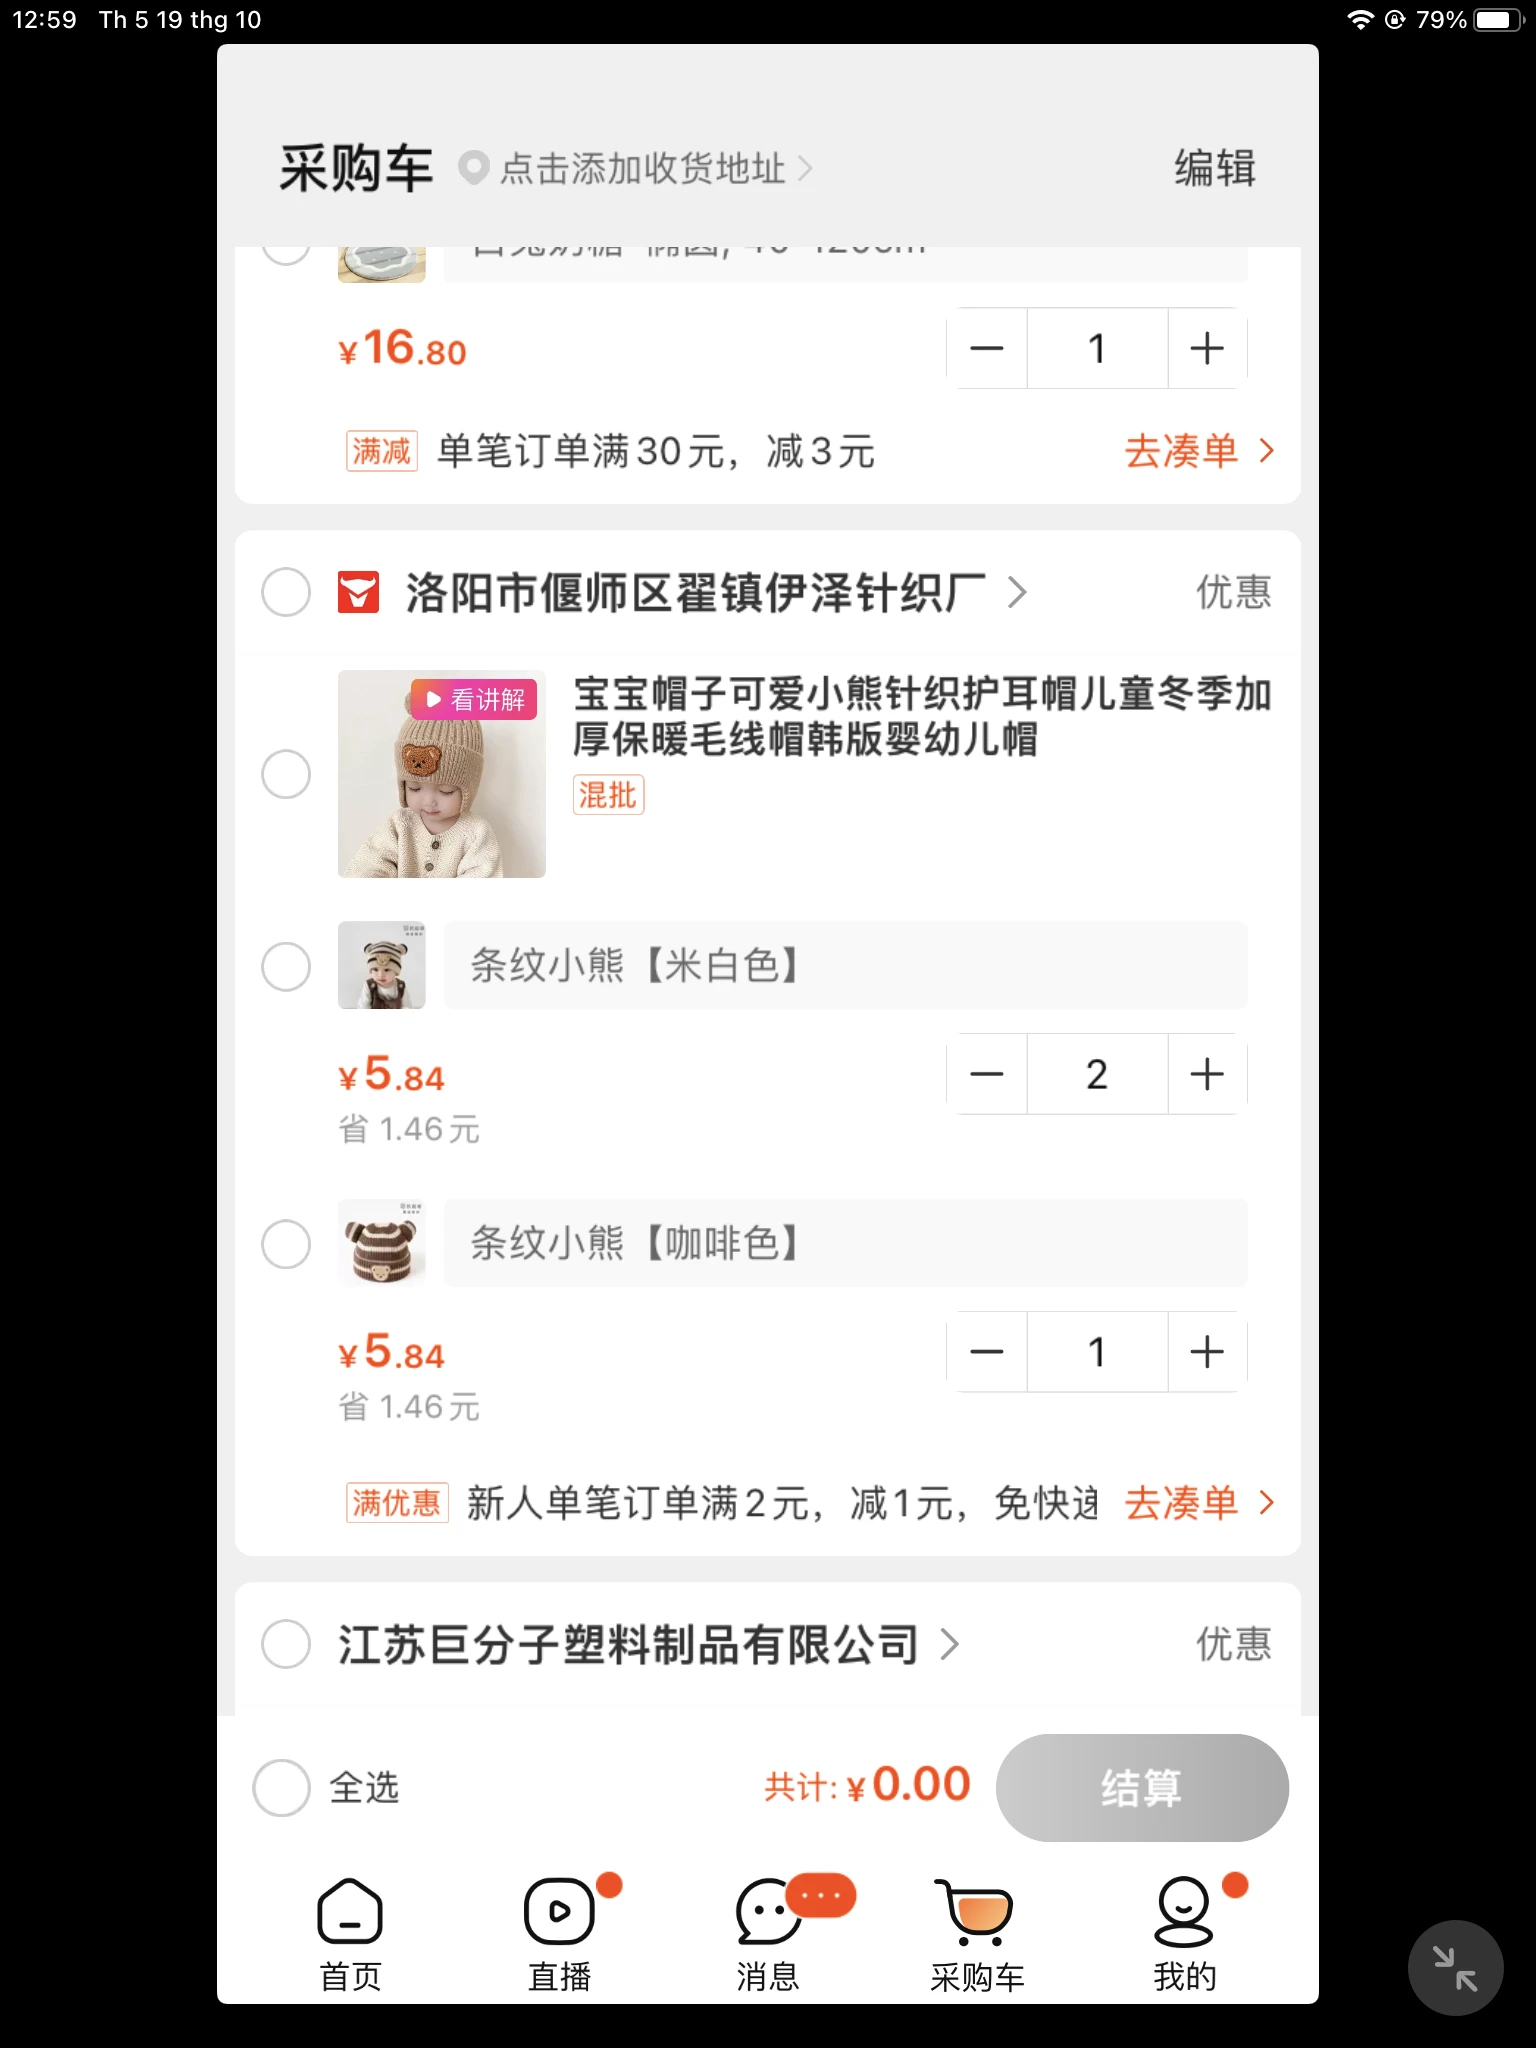 12:59 Th 5 19 thg 10 79%
采购车 点击添加收货地址 编辑
¥16.80 1
满减 单笔订单满30元，减3元 去凑单
洛阳市偃师区翟镇伊泽针织厂 优惠
看讲解
宝宝帽子可爱小熊针织护耳帽儿童冬季加
厚保暖毛线帽韩版婴幼儿帽
混批
条纹小熊【米白色】
¥5.84 2
省 1.46元
条纹小熊【咖啡色】
¥5.84 1
省 1.46元
满优惠 新人单笔订单满2元，减1元，免快递 去凑单
江苏巨分子塑料制品有限公司 优惠
全选 共计: ¥0.00 结算
首页 直播 消息 采购车 我的